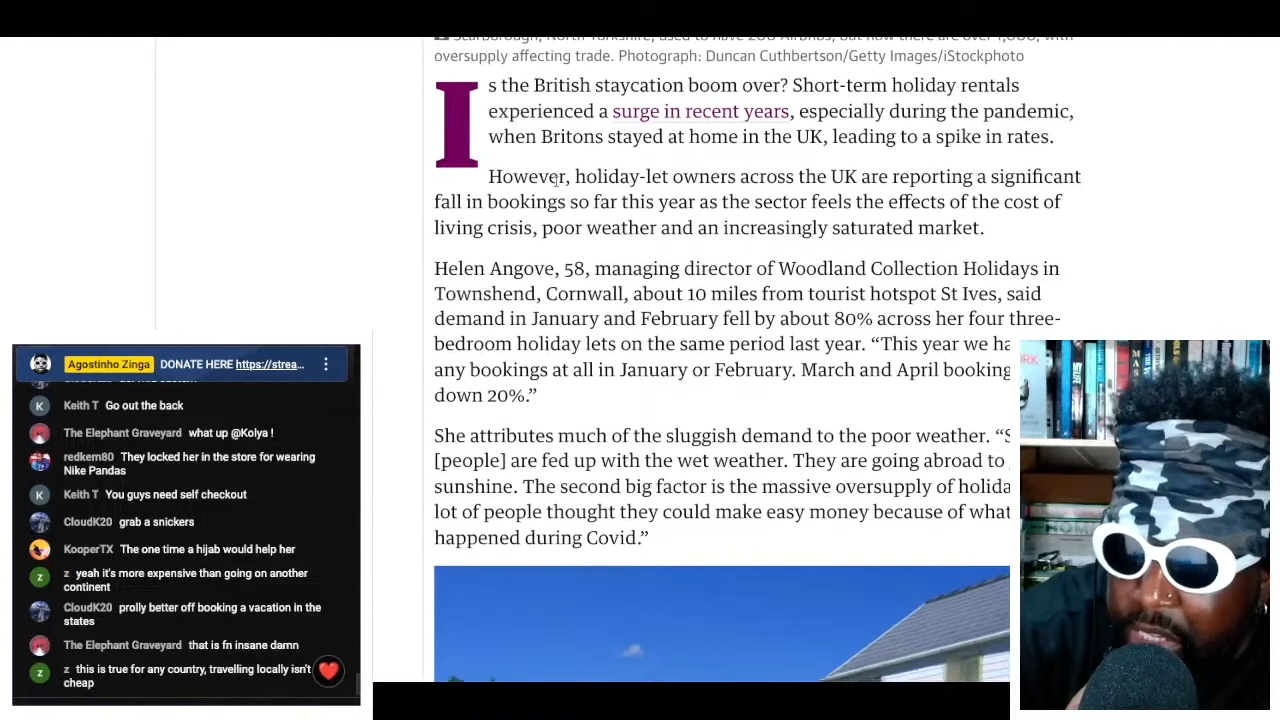 oversupply affecting trade. Photograph: Duncan Cuthbertson/Getty Images/iStockphoto
Is the British staycation boom over? Short-term holiday rentals
experienced a surge in recent years, especially during the pandemic,
when Britons stayed at home in the UK, leading to a spike in rates.
However, holiday-let owners across the UK are reporting a significant
fall in bookings so far this year as the sector feels the effects of the cost of
living crisis, poor weather and an increasingly saturated market.
Helen Angove, 58, managing director of Woodland Collection Holidays in
Townshend, Cornwall, about 10 miles from tourist hotspot St Ives, said
demand in January and February fell by about 80% across her four three-
bedroom holiday lets on the same period last year. “This year we ha
any bookings at all in January or February. March and April booking
down 20%.”
She attributes much of the sluggish demand to the poor weather. “S
[people] are fed up with the wet weather. They are going abroad to
sunshine. The second big factor is the massive oversupply of holida
lot of people thought they could make easy money because of what
happened during Covid.”
Agostinho Zinga DONATE HERE https://strea...
Keith T Go out the back
The Elephant Graveyard what up @Kolya !
redkem80 They locked her in the store for wearing
Nike Pandas
Keith T You guys need self checkout
CloudK20 grab a snickers
KooperTX The one time a hijab would help her
z yeah it's more expensive than going on another
continent
CloudK20 prolly better off booking a vacation in the
states
The Elephant Graveyard that is fn insane damn
z this is true for any country, travelling locally isn't
cheap